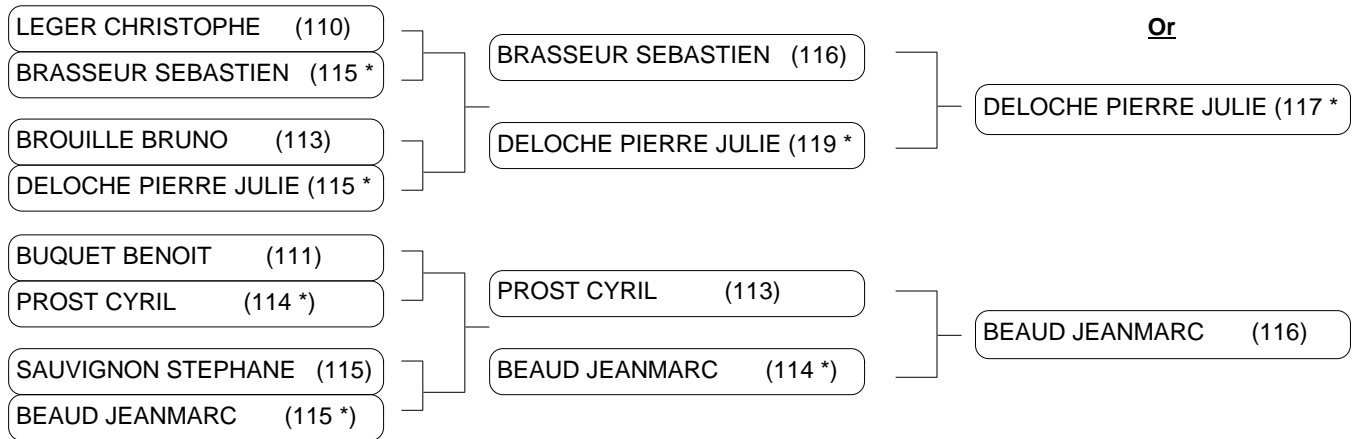 LEGER CHRISTOPHE (110)
BRASSEUR SEBASTIEN (115 *
BROUILLE BRUNO (113)
DELOCHE PIERRE JULIE (115 *
BUQUET BENOIT (111)
PROST CYRIL (114 *)
SAUVIGNON STEPHANE (115)
BEAUD JEANMARC (115 *)
BRASSEUR SEBASTIEN (116)
DELOCHE PIERRE JULIE (119 *
PROST CYRIL (113)
BEAUD JEANMARC (114 *)
Or
DELOCHE PIERRE JULIE (117 *
BEAUD JEANMARC (116)